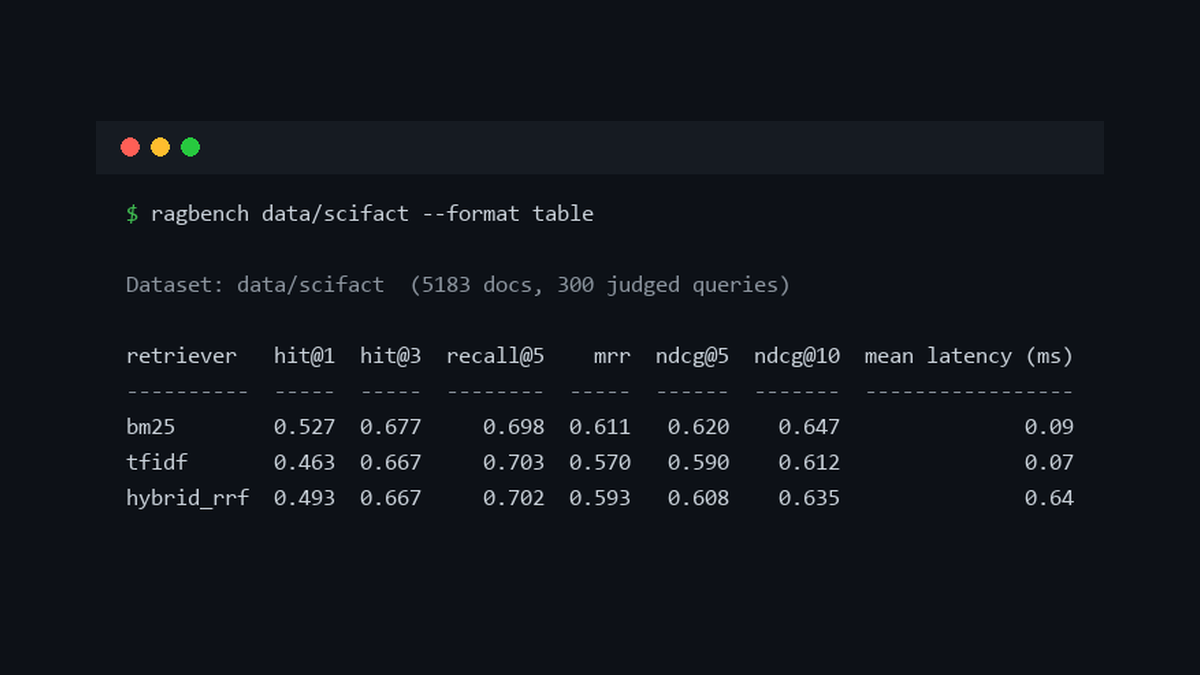 $ ragbench data/scifact --format table
Dataset: data/scifact  (5183 docs, 300 judged queries)
retriever   hit@1  hit@3  recall@5    mrr  ndcg@5  ndcg@10  mean latency (ms)
----------  -----  -----  --------  -----  ------  -------  -----------------
bm25        0.527  0.677     0.698  0.611   0.620    0.647               0.09
tfidf       0.463  0.667     0.703  0.570   0.590    0.612               0.07
hybrid_rrf  0.493  0.667     0.702  0.593   0.608    0.635               0.64